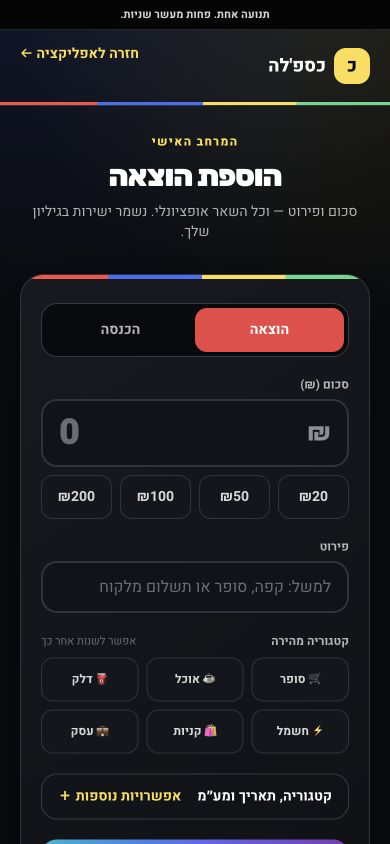 תנועה אחת. פחות מעשר שניות.
כ כספ'לה
חזרה לאפליקציה ←
המרחב האישי
הוספת הוצאה
סכום ופירוט — וכל השאר אופציונלי. נשמר ישירות בגיליון
שלך.
הוצאה הכנסה
סכום (₪)
₪ 0
₪20 ₪50 ₪100 ₪200
פירוט
למשל: קפה, סופר או תשלום מלקוח
קטגוריה מהירה אפשר לשנות אחר כך
🛒 סופר ☕ אוכל ⛽ דלק
⚡ חשמל 🛍️ קניות 💼 עסק
קטגוריה, תאריך ומע״מ אפשרויות נוספות +